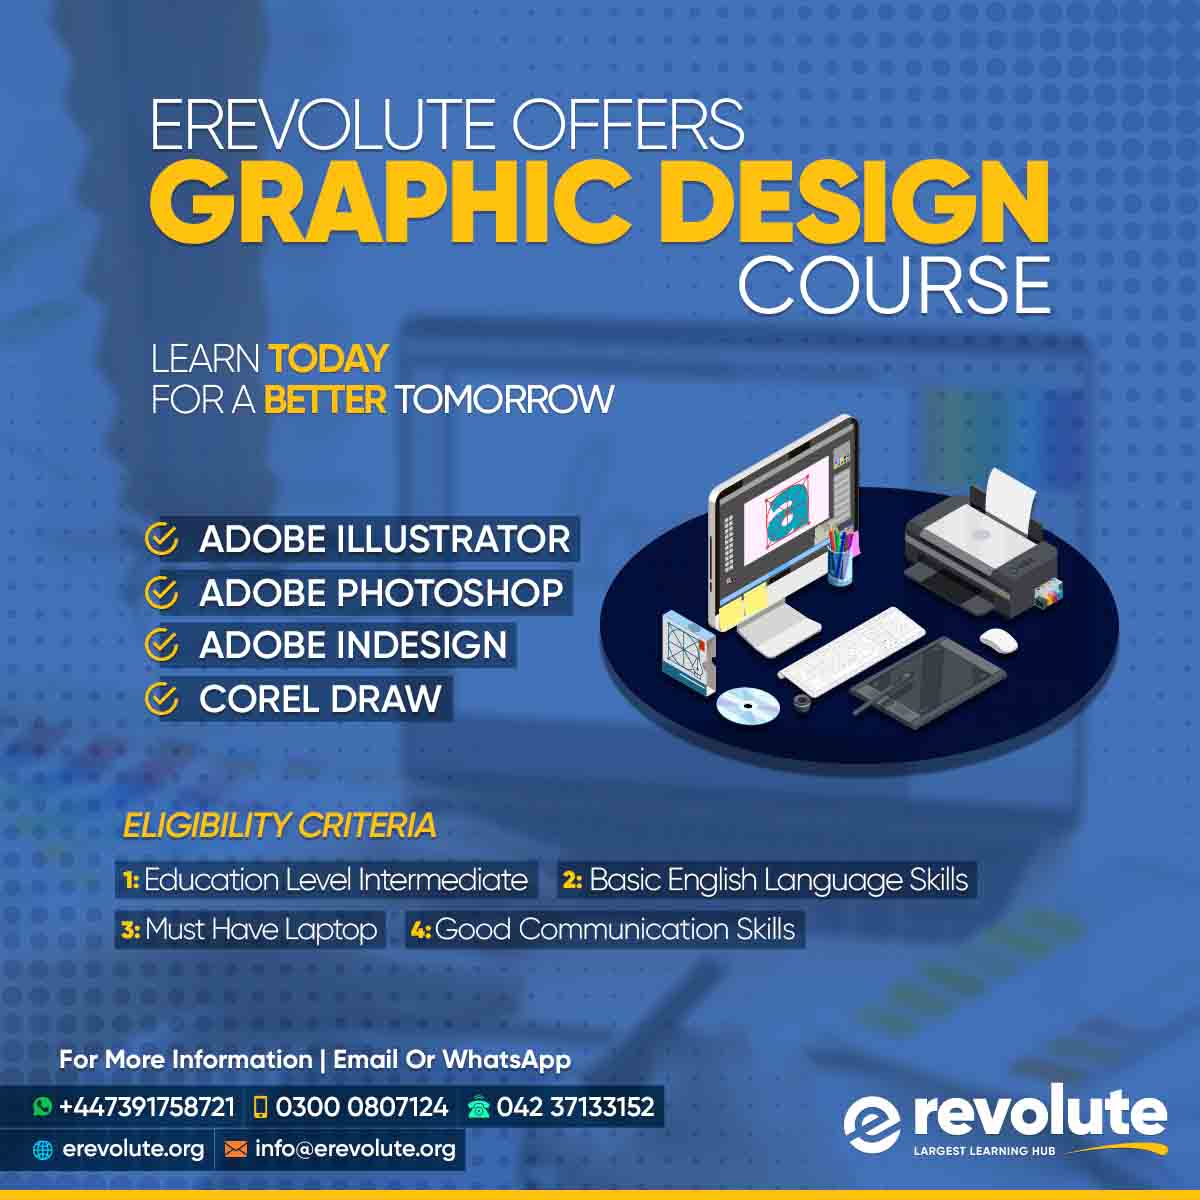 EREVOLUTE OFFERS
GRAPHIC DESIGN
COURSE
LEARN TODAY
FOR A BETTER TOMORROW
ADOBE ILLUSTRATOR
ADOBE PHOTOSHOP
ADOBE INDESIGN
COREL DRAW
a
ELIGIBILITY CRITERIA
1: Education Level Intermediate 2: Basic English Language Skills
3: Must Have Laptop 4: Good Communication Skills
For More Information | Email Or WhatsApp
+447391758721 0300 0807124 042 37133152
erevolute.org info@erevolute.org
e revolute
LARGEST LEARNING HUB